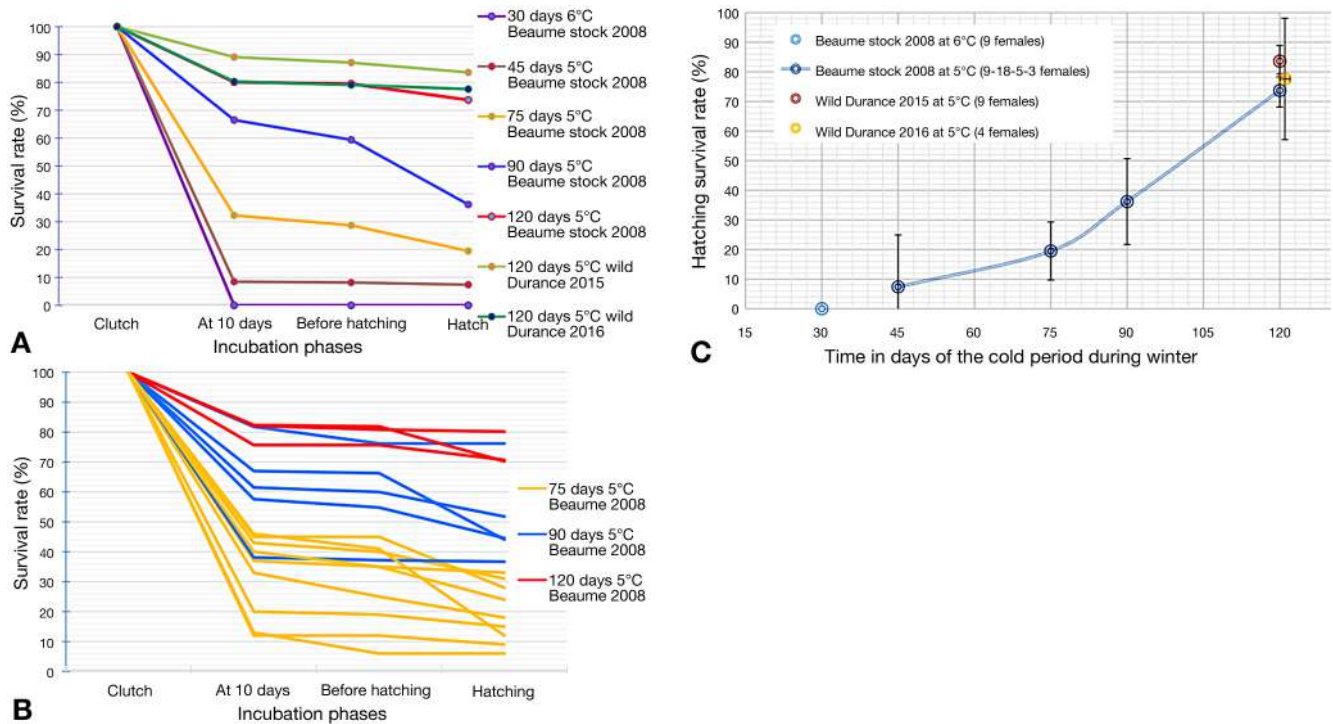 100
90
80
70
60
50
40
30
20
10
0
Survival rate (%)
Clutch
At 10 days
Before hatching
Hatch
Incubation phases
A
30 days 6°C
Beaume stock 2008
45 days 5°C
Beaume stock 2008
75 days 5°C
Beaume stock 2008
90 days 5°C
Beaume stock 2008
120 days 5°C
Beaume stock 2008
120 days 5°C wild
Durance 2015
120 days 5°C wild
Durance 2016
100
90
80
70
60
50
40
30
20
10
0
Survival rate (%)
Clutch
At 10 days
Before hatching
Hatching
Incubation phases
B
75 days 5°C
Beaume 2008
90 days 5°C
Beaume 2008
120 days 5°C
Beaume 2008
100
90
80
70
60
50
40
30
20
10
0
Hatching survival rate (%)
Beaume stock 2008 at 6°C (9 females)
Beaume stock 2008 at 5°C (9-18-5-3 females)
Wild Durance 2015 at 5°C (9 females)
Wild Durance 2016 at 5°C (4 females)
15
30
45
60
75
90
105
120
Time in days of the cold period during winter
C